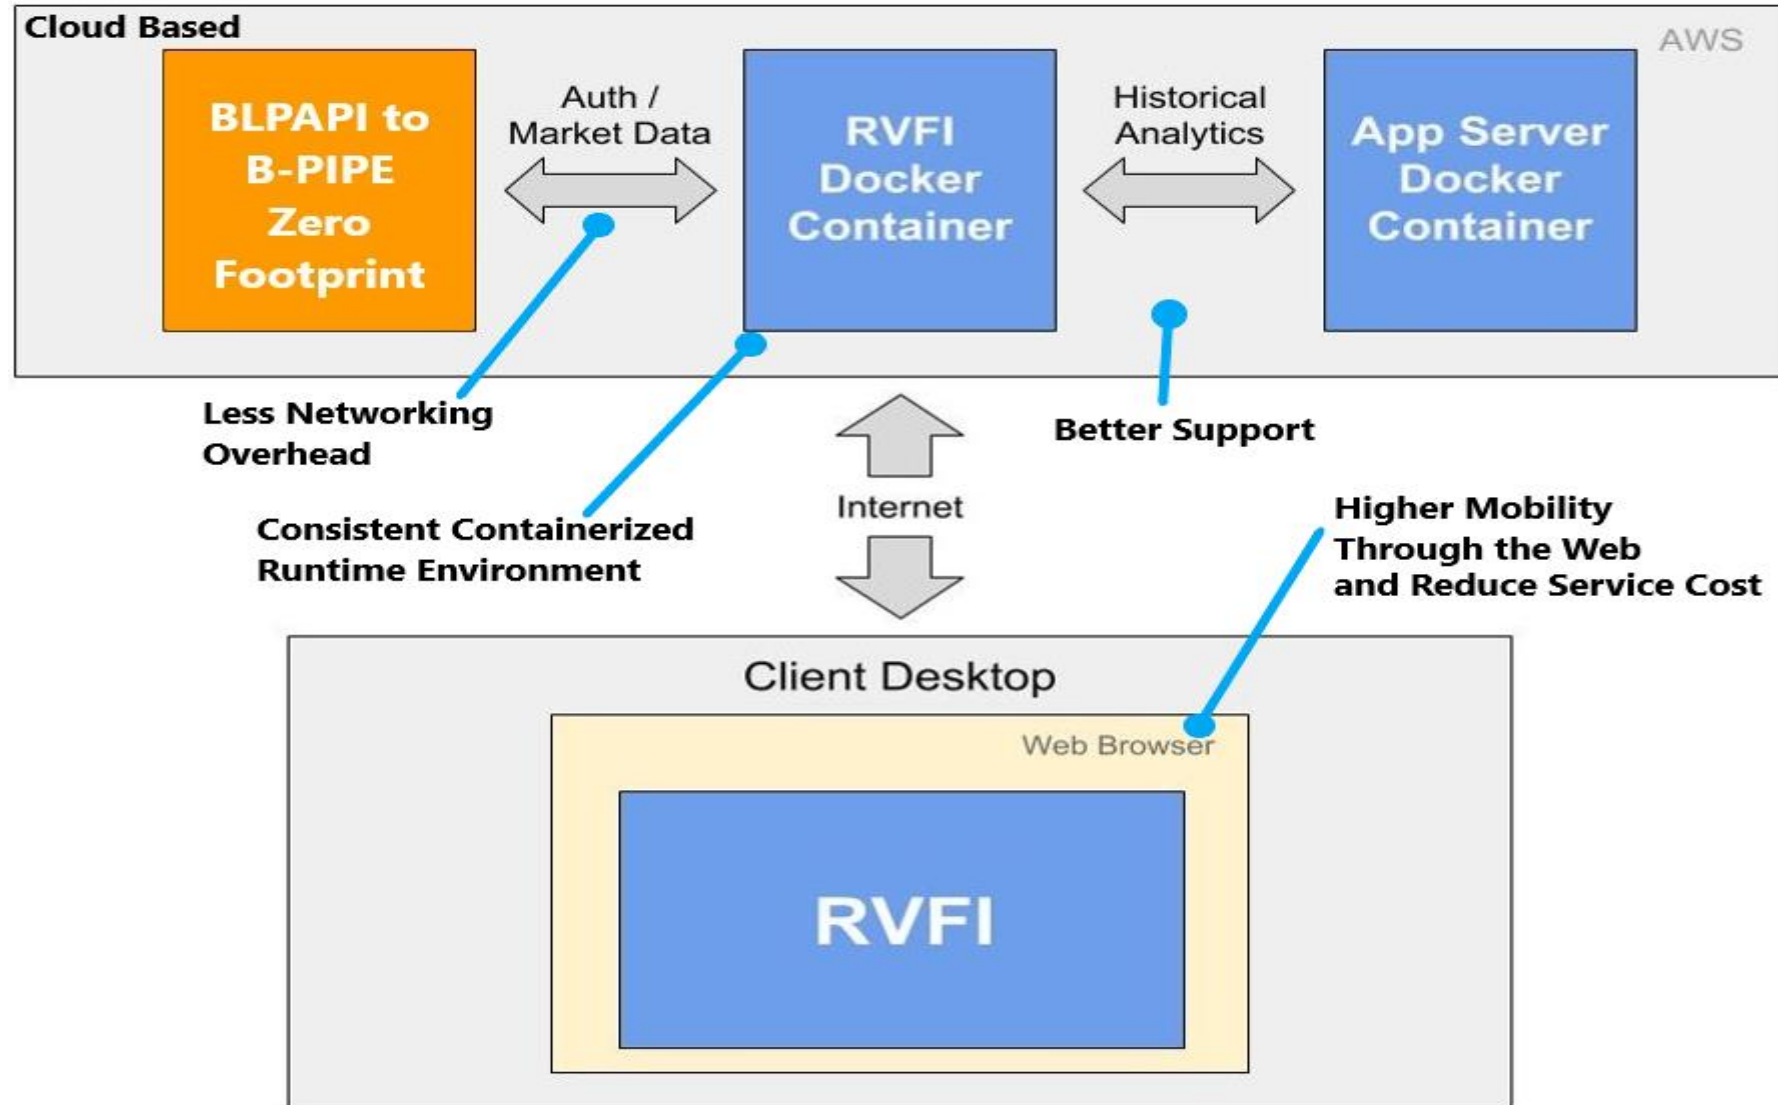 Cloud Based
AWS
BLPAPI to
B-PIPE
Zero
Footprint
Auth /
Market Data
RVFI
Docker
Container
Historical
Analytics
App Server
Docker
Container
Less Networking
Overhead
Consistent Containerized
Runtime Environment
Better Support
Internet
Higher Mobility
Through the Web
and Reduce Service Cost
Client Desktop
Web Browser
RVFI